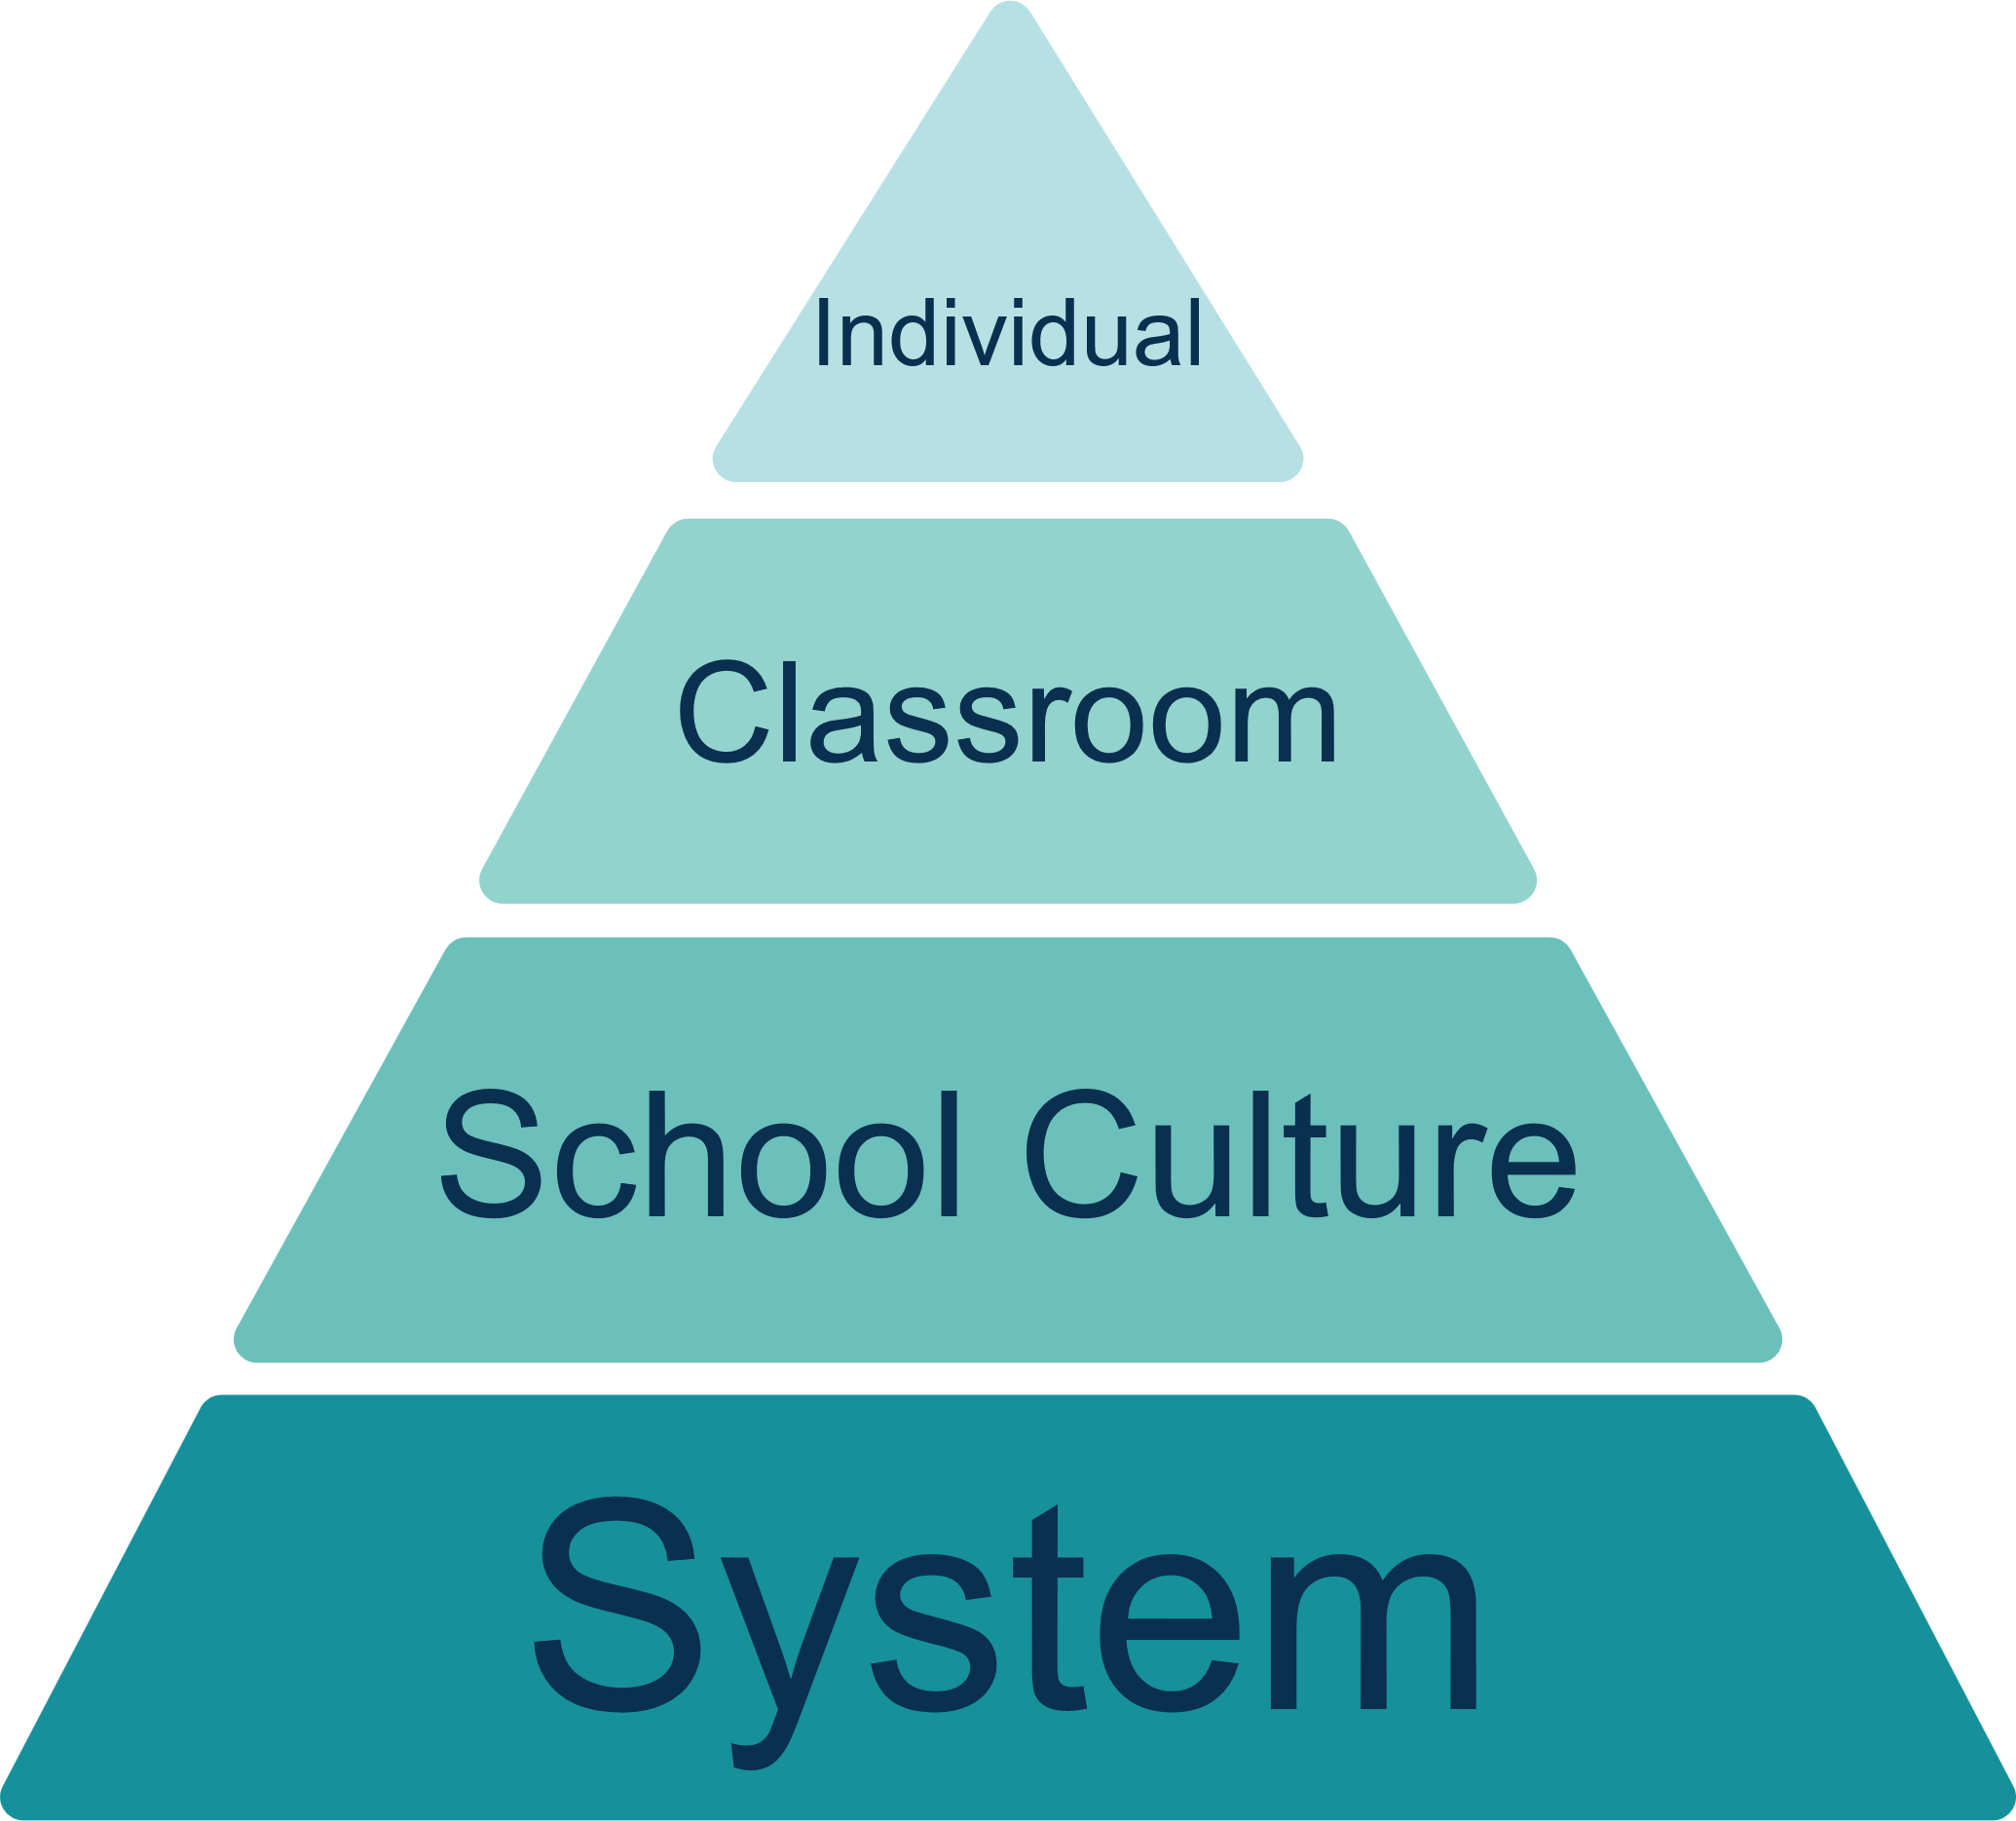 Individual
Classroom
School Culture
System